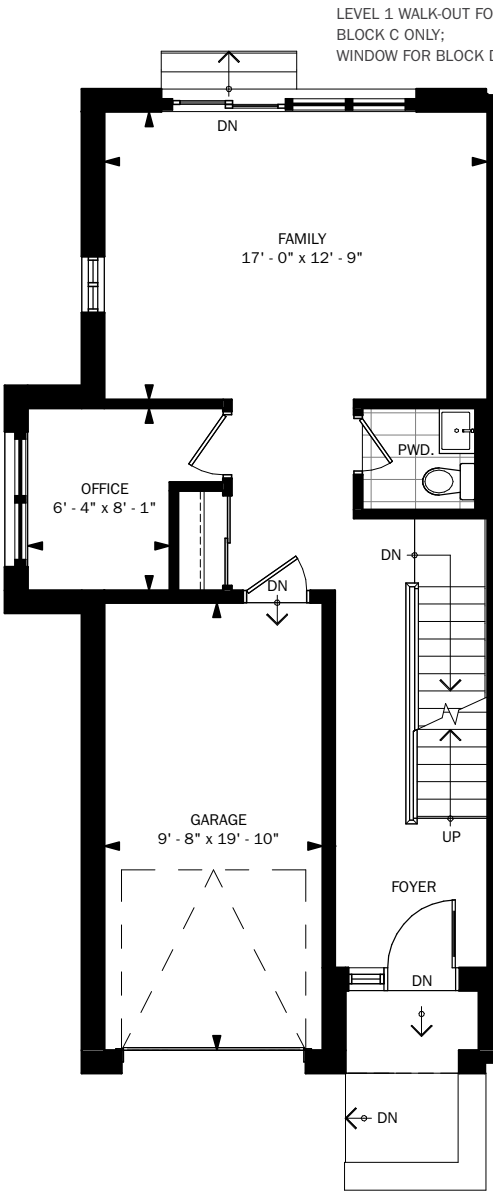 LEVEL 1 WALK-OUT FO
BLOCK C ONLY;
WINDOW FOR BLOCK D
DN
FAMILY
17' - 0" x 12' - 9"
PWD.
OFFICE
6' - 4" x 8' - 1"
DN
DN
GARAGE
9' - 8" x 19' - 10"
UP
FOYER
DN
DN